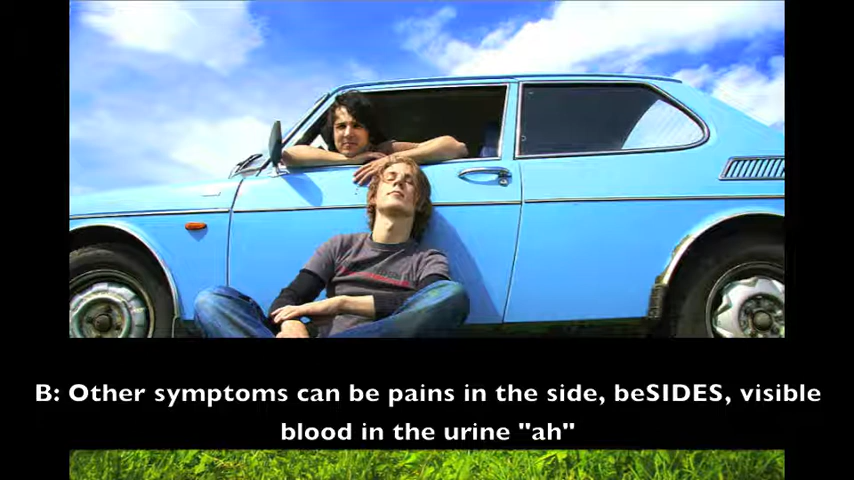 B: Other symptoms can be pains in the side, beSIDES, visible
blood in the urine "ah"